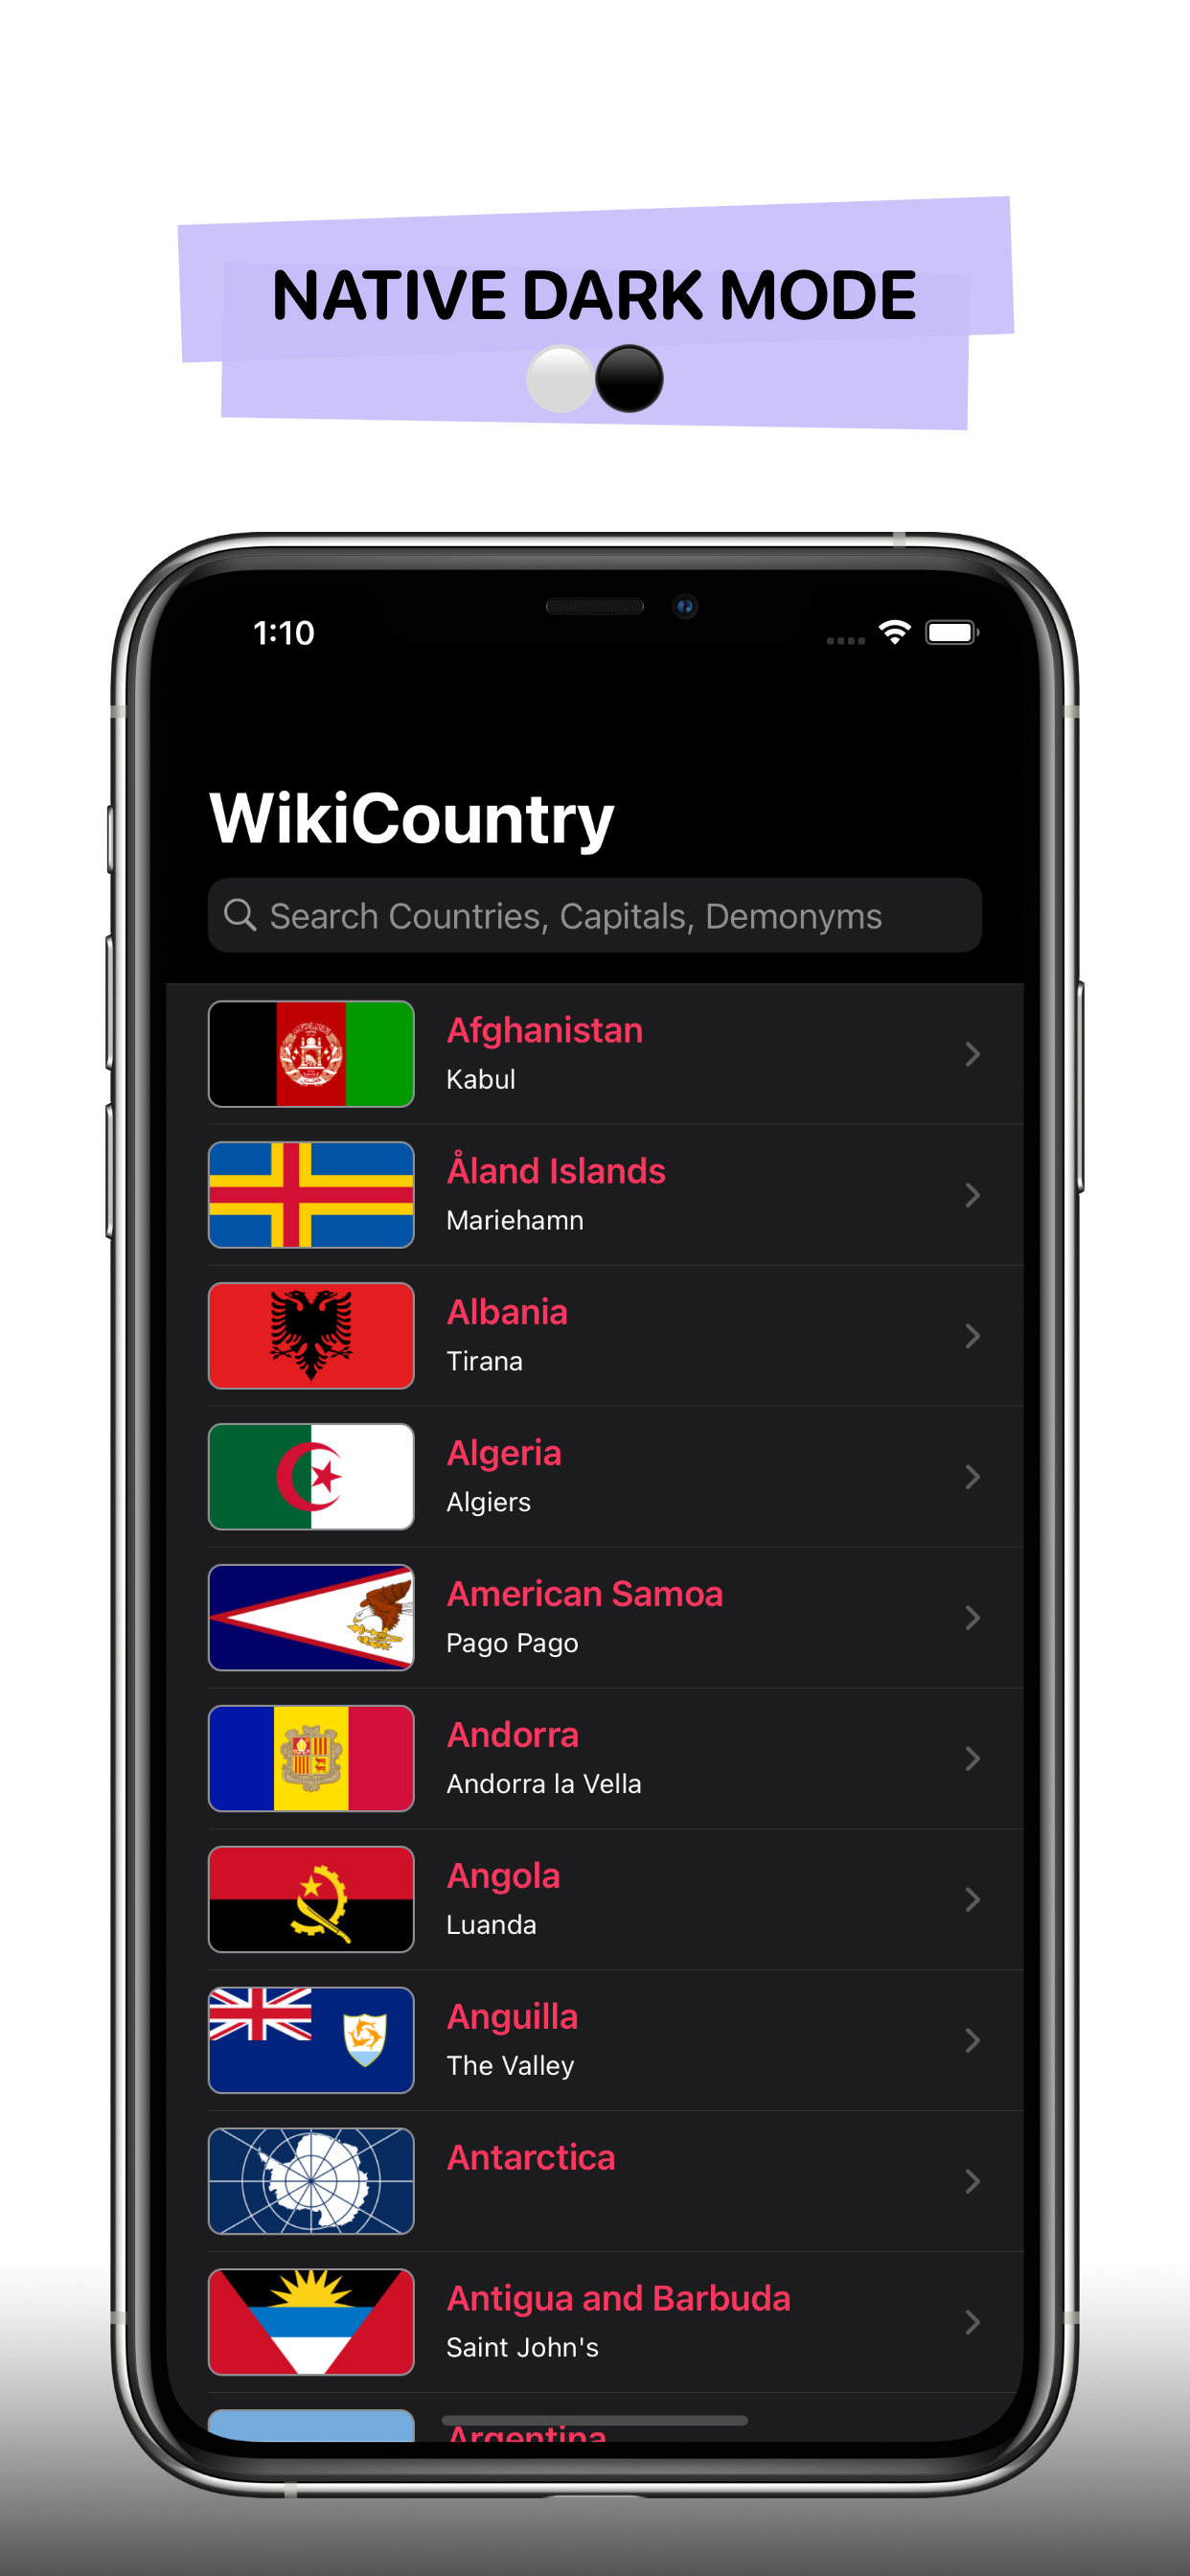 NATIVE DARK MODE
1:10
WikiCountry
Search Countries, Capitals, Demonyms
Afghanistan
Kabul
Åland Islands
Mariehamn
Albania
Tirana
Algeria
Algiers
American Samoa
Pago Pago
Andorra
Andorra la Vella
Angola
Luanda
Anguilla
The Valley
Antarctica
Antigua and Barbuda
Saint John's
Argentina